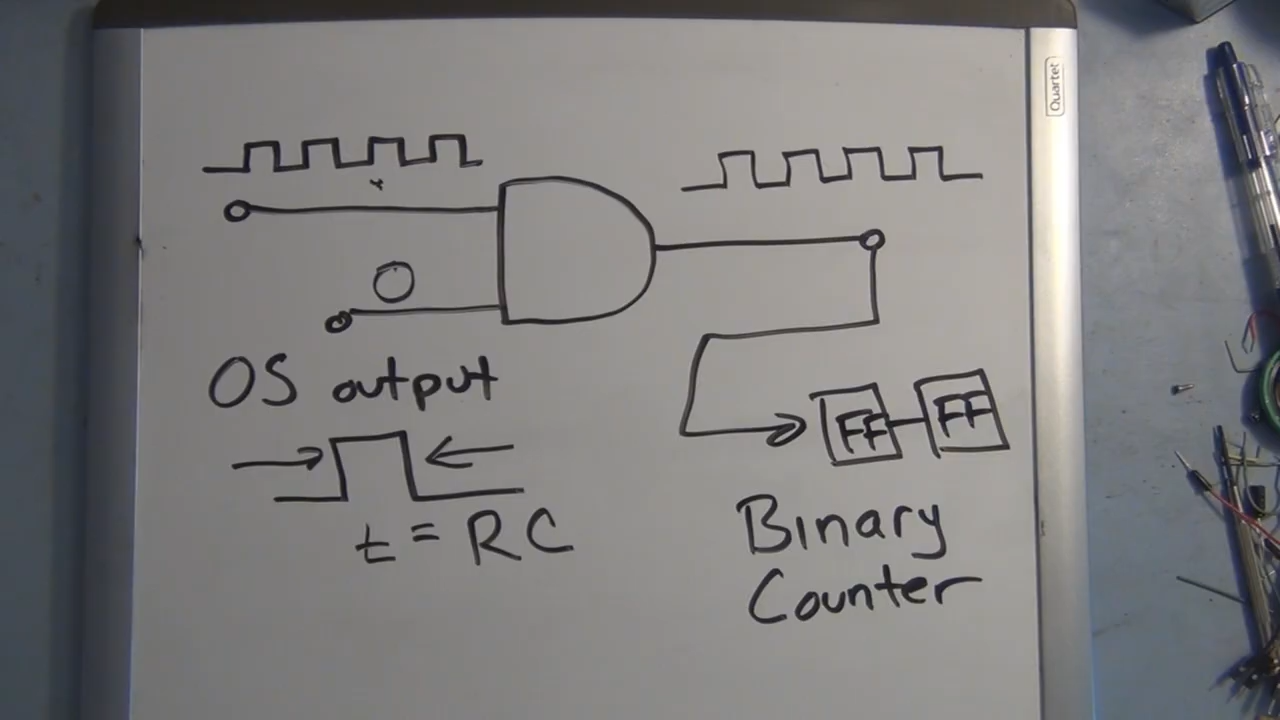 Quartet
O
OS output
t = RC
FF FF
Binary
Counter